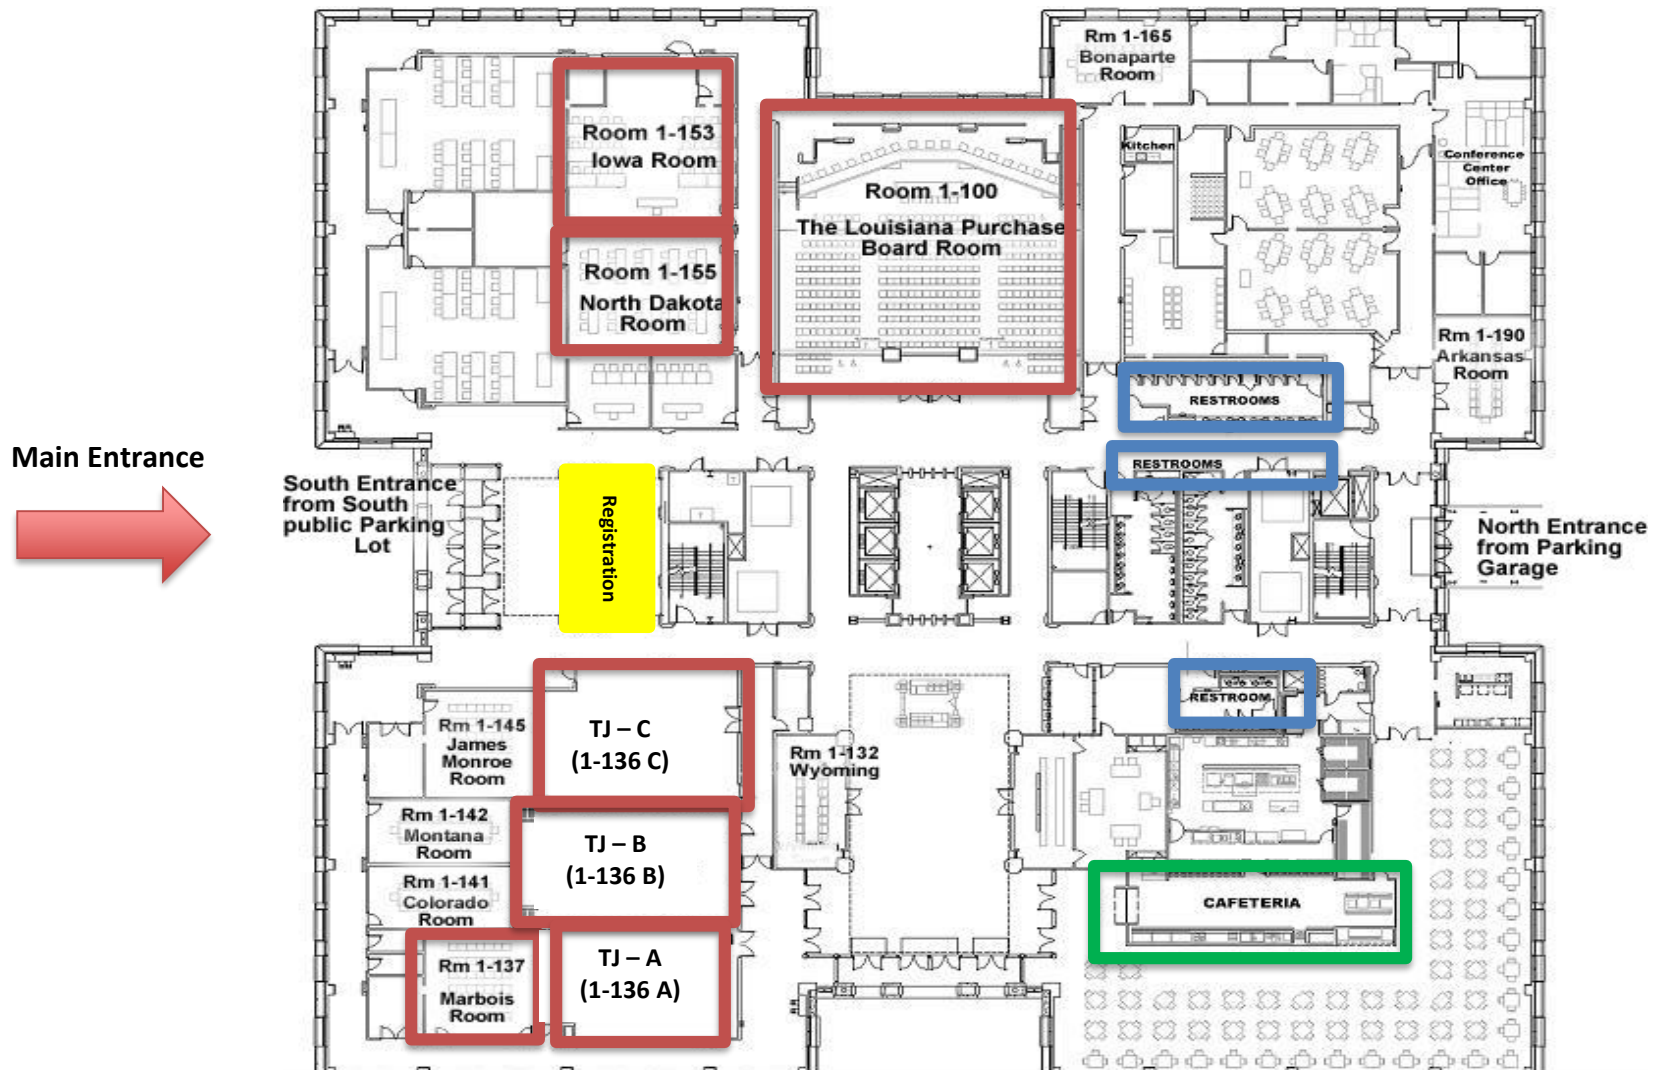 Rm 1-165
Bonaparte
Room
Room 1-153
Iowa Room
Kitchen
Conference
Center
Office
Room 1-100
The Louisiana Purchase
Board Room
Room 1-155
North Dakota
Room
Rm 1-190
Arkansas
Room
RESTROOMS
Main Entrance
RESTROOMS
South Entrance
from South
public Parking
Lot
Registration
North Entrance
from Parking
Garage
RESTROOM
Rm 1-145
James
Monroe
Room
TJ – C
(1-136 C)
Rm 1-132
Wyoming
Rm 1-142
Montana
Room
TJ – B
(1-136 B)
Rm 1-141
Colorado
Room
CAFETERIA
Rm 1-137
Marbois
Room
TJ – A
(1-136 A)